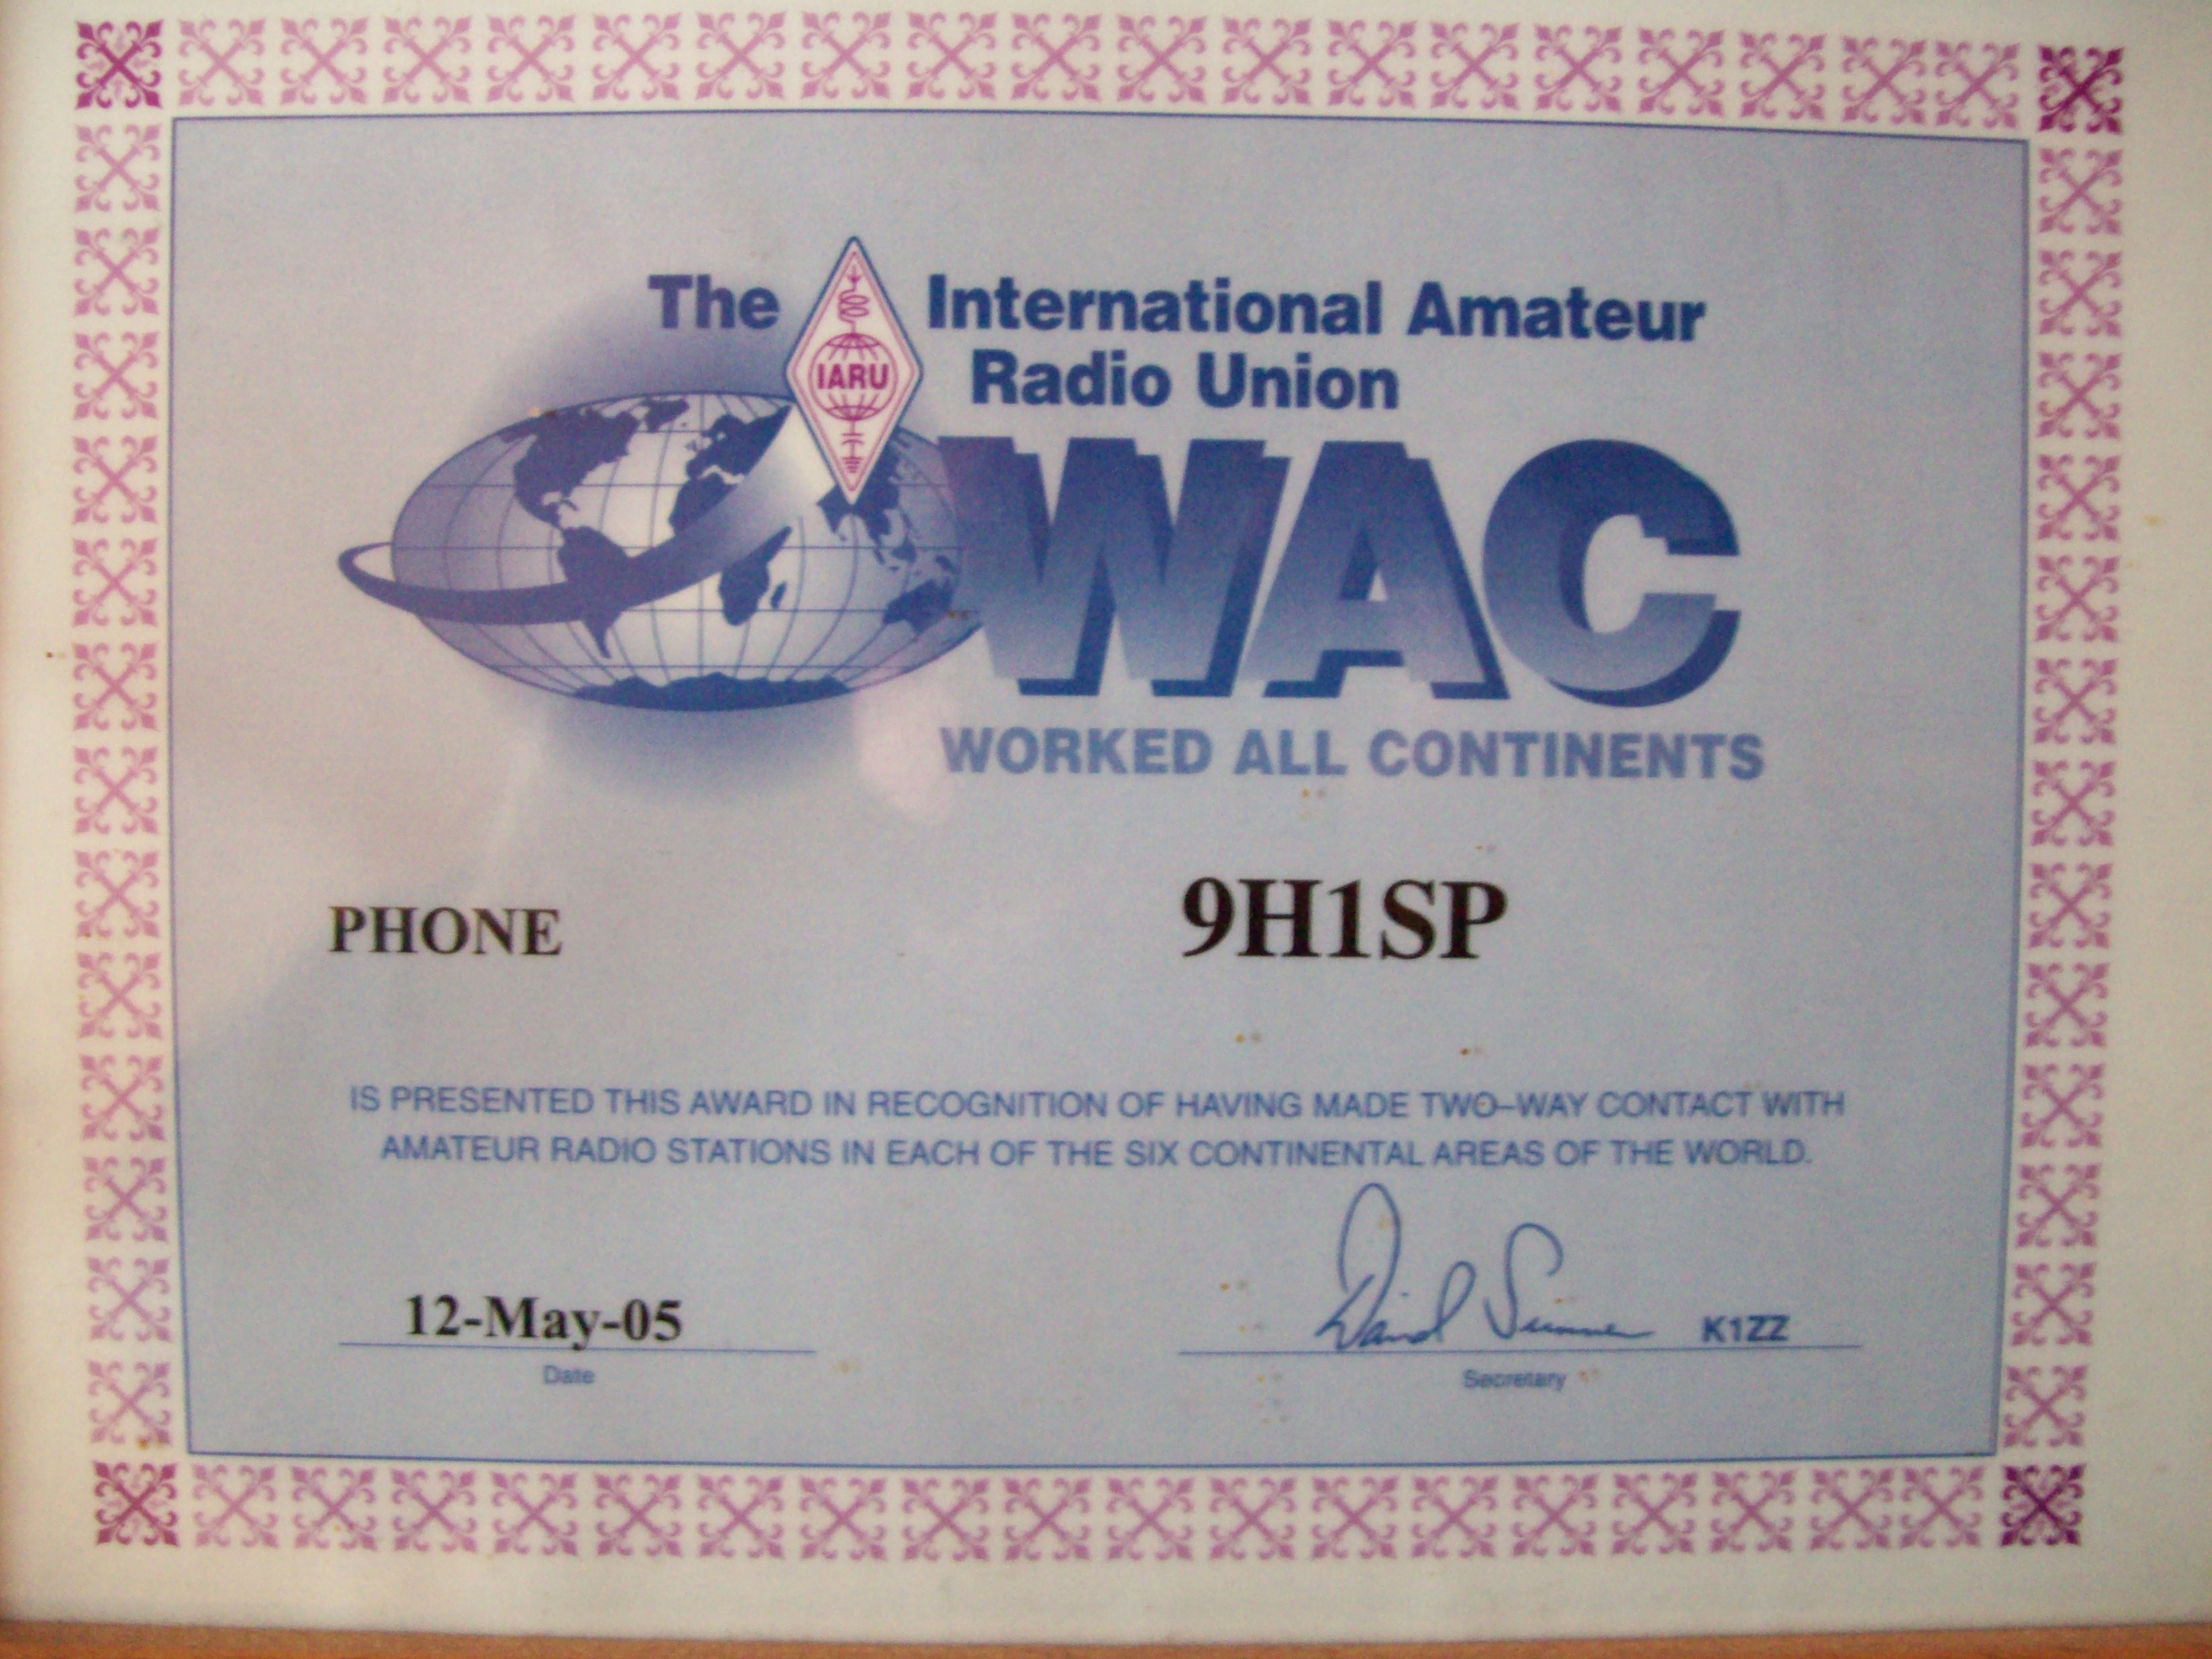 The International Amateur
Radio Union
IARU
WAC
WORKED ALL CONTINENTS
PHONE 9H1SP
IS PRESENTED THIS AWARD IN RECOGNITION OF HAVING MADE TWO-WAY CONTACT WITH
AMATEUR RADIO STATIONS IN EACH OF THE SIX CONTINENTAL AREAS OF THE WORLD.
12-May-05 David Sumner K1ZZ
Date Secretary